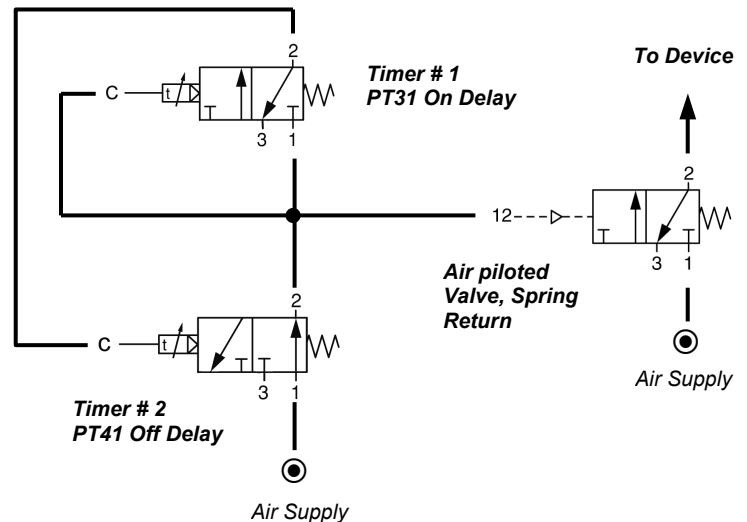 2
Timer # 1
PT31 On Delay
To Device
C
t
3 1
2
12
3 1
Air piloted
Valve, Spring
Return
2
C
t
3 1
Air Supply
Timer # 2
PT41 Off Delay
Air Supply